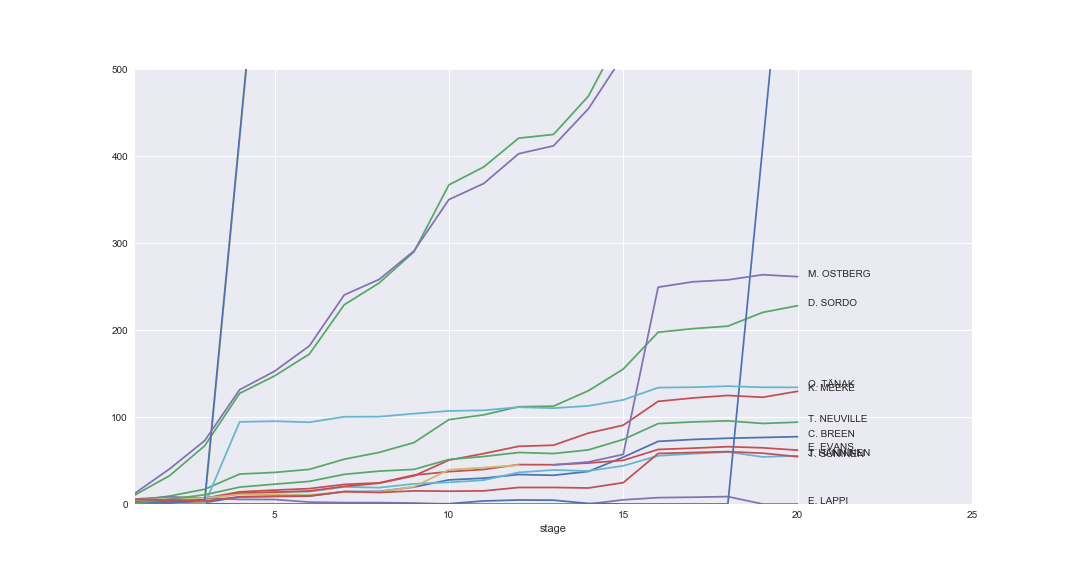 500
400
300
200
100
0
M. OSTBERG
D. SORDO
O. TÄNAK
K. MEEKE
T. NEUVILLE
C. BREEN
E. EVANS
E. LAPPI
5
10
15
20
25
stage